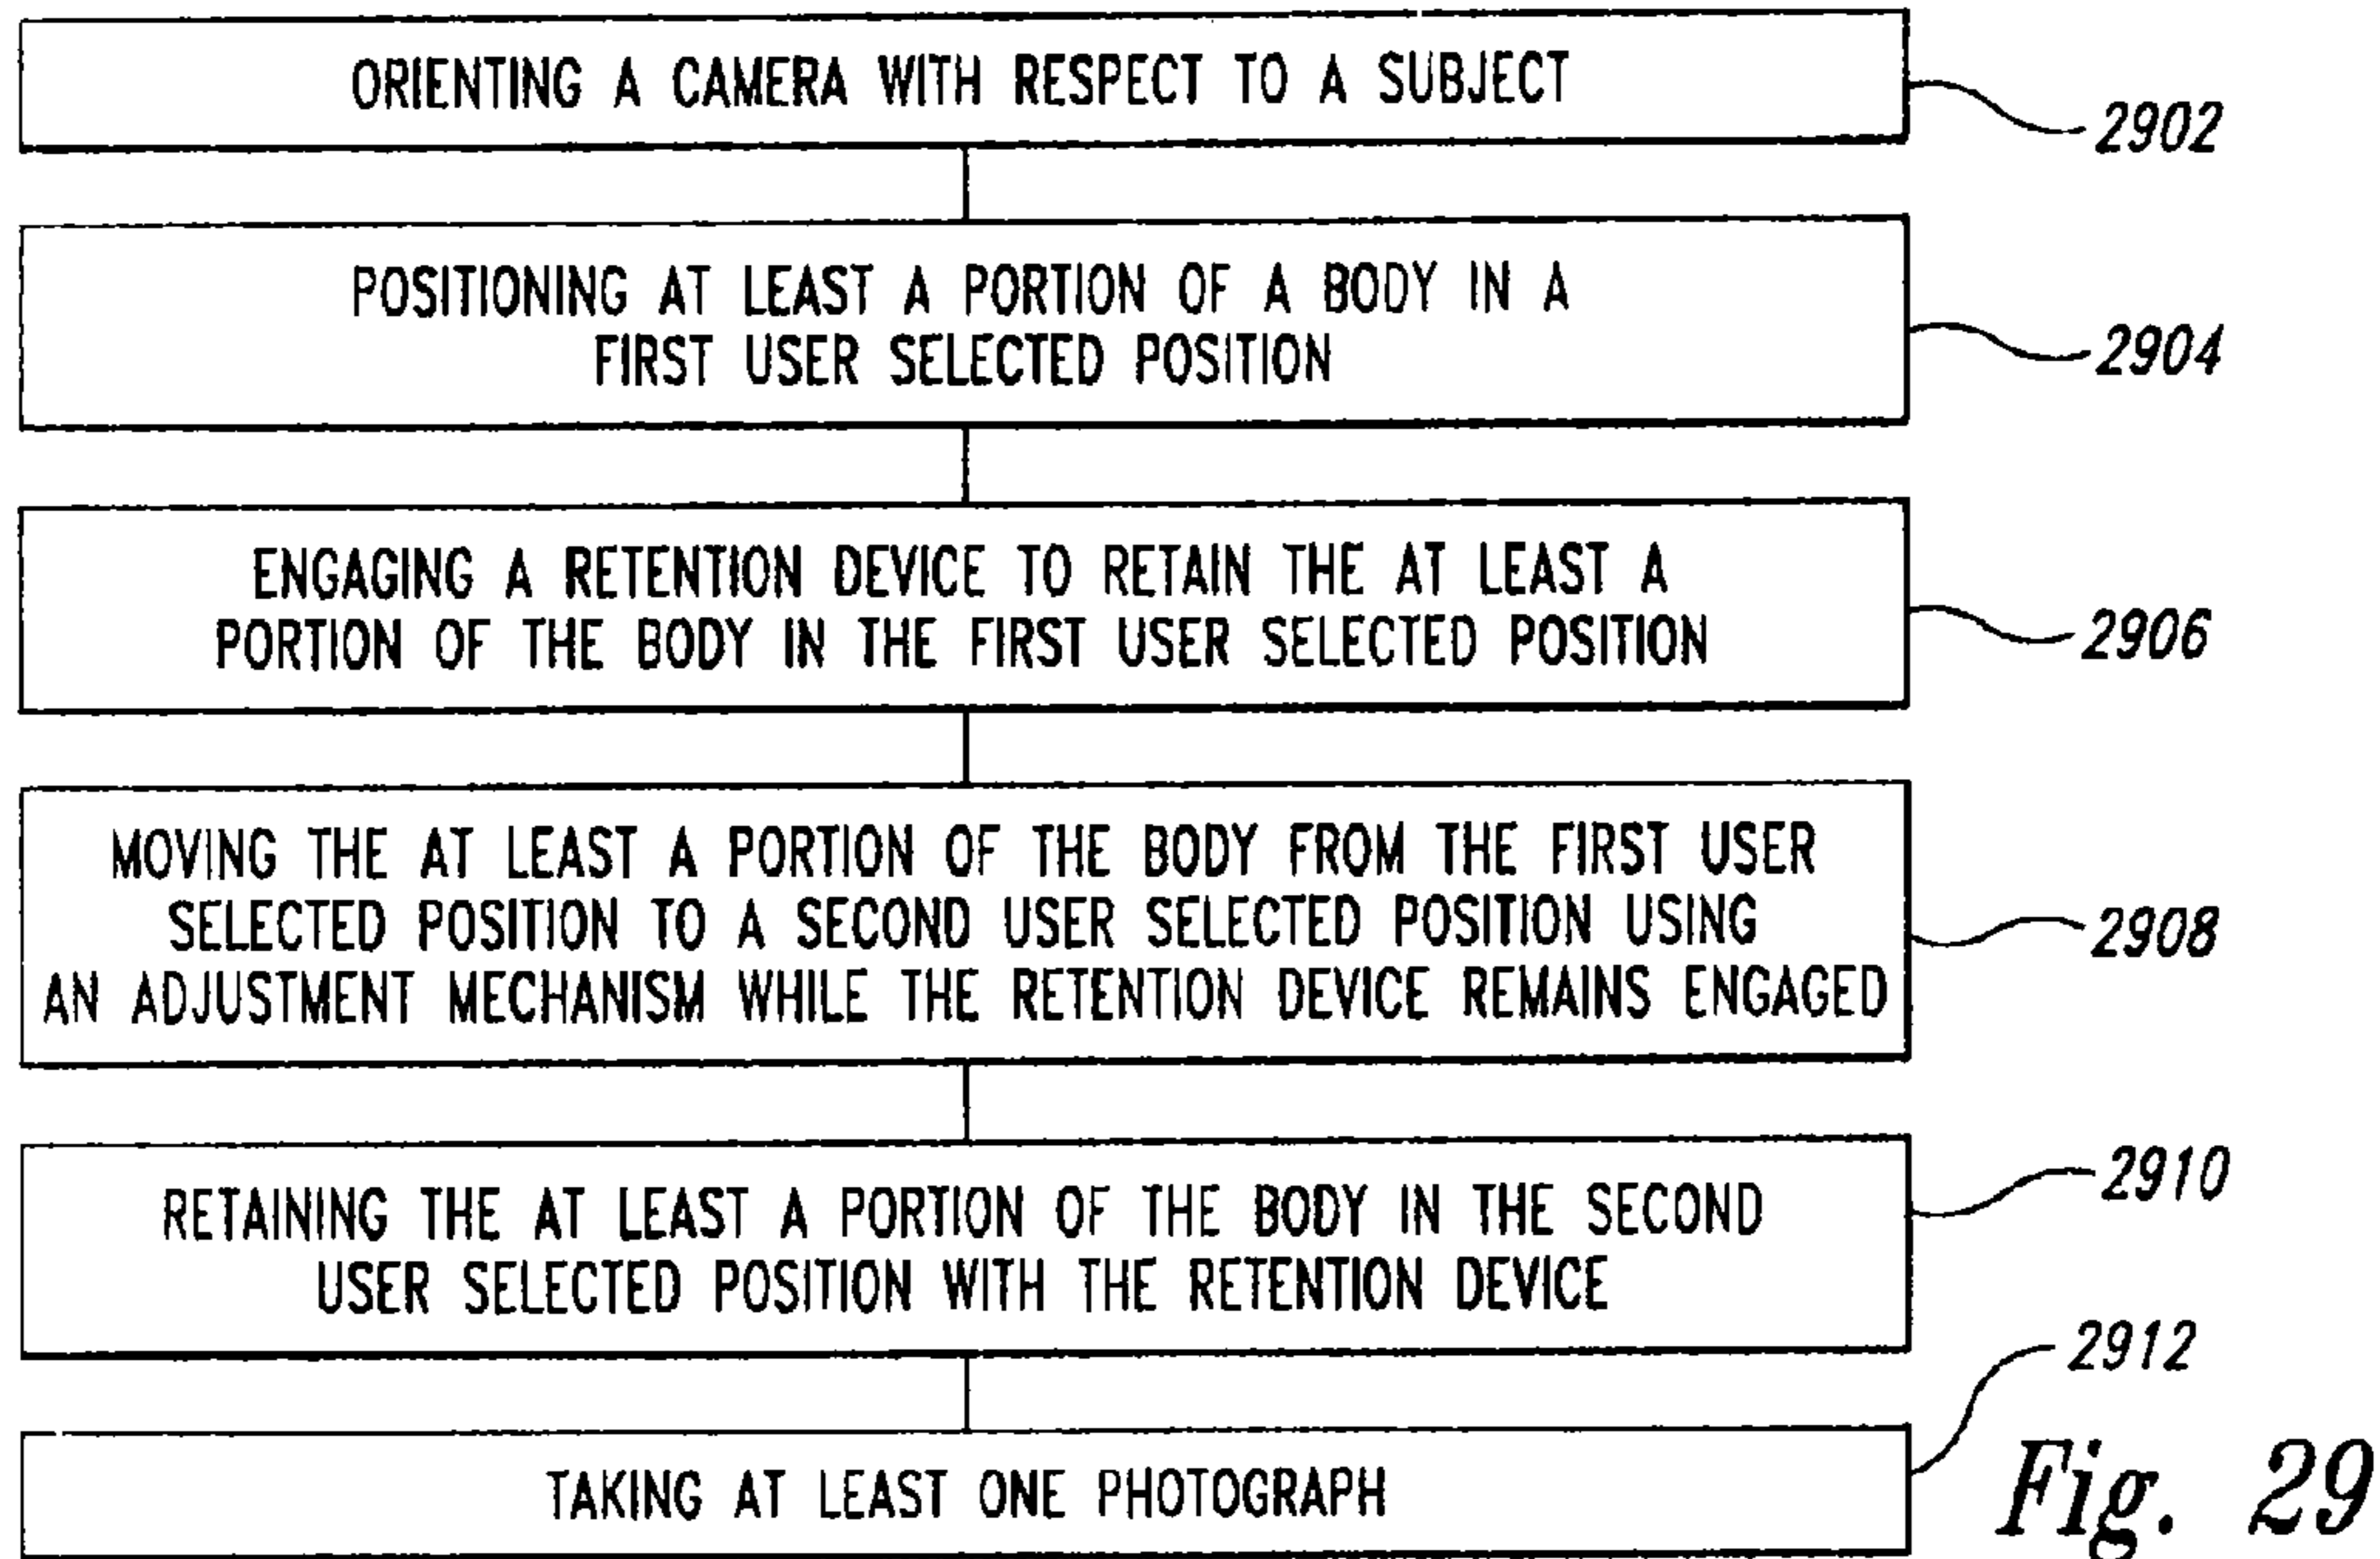 ORIENTING A CAMERA WITH RESPECT TO A SUBJECT
2902
POSITIONING AT LEAST A PORTION OF A BODY IN A
FIRST USER SELECTED POSITION
2904
ENGAGING A RETENTION DEVICE TO RETAIN THE AT LEAST A
PORTION OF THE BODY IN THE FIRST USER SELECTED POSITION
2906
MOVING THE AT LEAST A PORTION OF THE BODY FROM THE FIRST USER
SELECTED POSITION TO A SECOND USER SELECTED POSITION USING
AN ADJUSTMENT MECHANISM WHILE THE RETENTION DEVICE REMAINS ENGAGED
2908
RETAINING THE AT LEAST A PORTION OF THE BODY IN THE SECOND
USER SELECTED POSITION WITH THE RETENTION DEVICE
2910
TAKING AT LEAST ONE PHOTOGRAPH
2912
Fig. 29